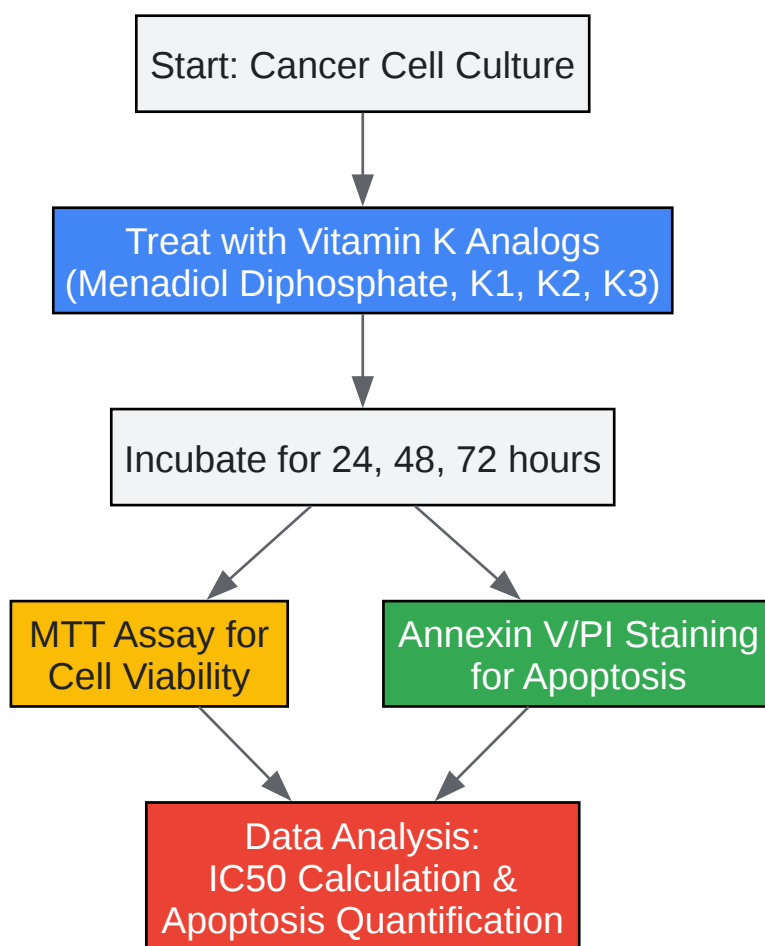 Start: Cancer Cell Culture
Treat with Vitamin K Analogs
(Menadiol Diphosphate, K1, K2, K3)
Incubate for 24, 48, 72 hours
MTT Assay for
Cell Viability
Annexin V/PI Staining
for Apoptosis
Data Analysis:
IC50 Calculation &
Apoptosis Quantification